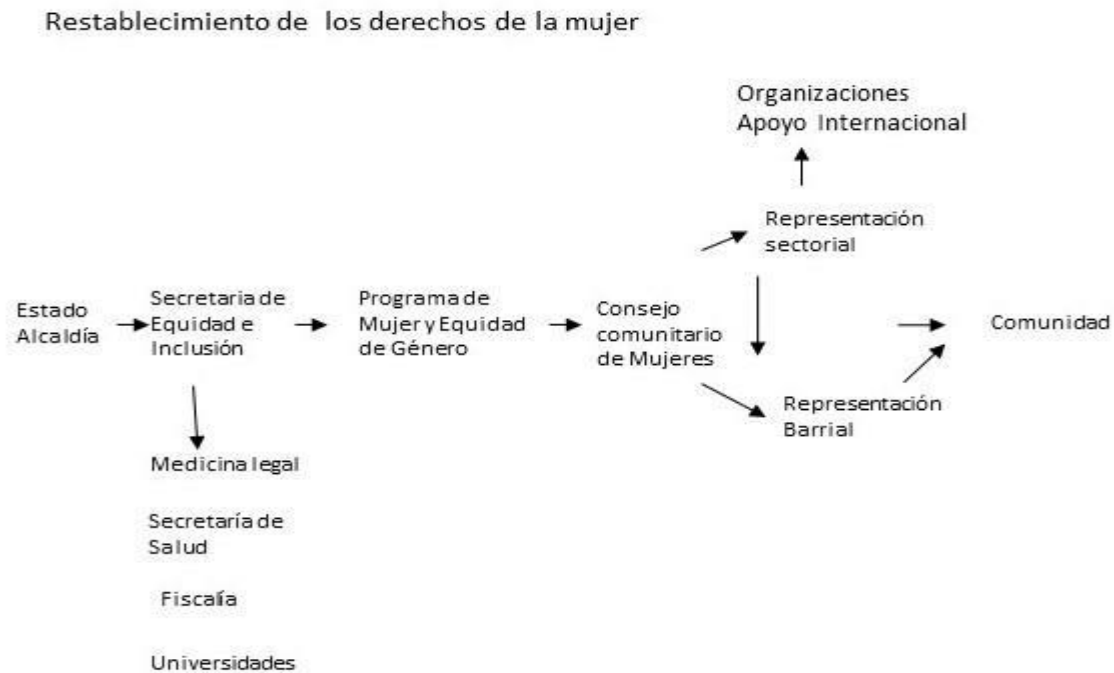 Restablecimiento de los derechos de la mujer
Organizaciones
Apoyo Internacional
Representación
sectorial
Estado
Alcaldía
Secretaria de
Equidad e
Inclusión
Programa de
Mujer y Equidad
de Género
Consejo
comunitario
de Mujeres
Comunidad
Representación
Barrial
Medicina legal
Secretaría de
Salud
Fiscalía
Universidades